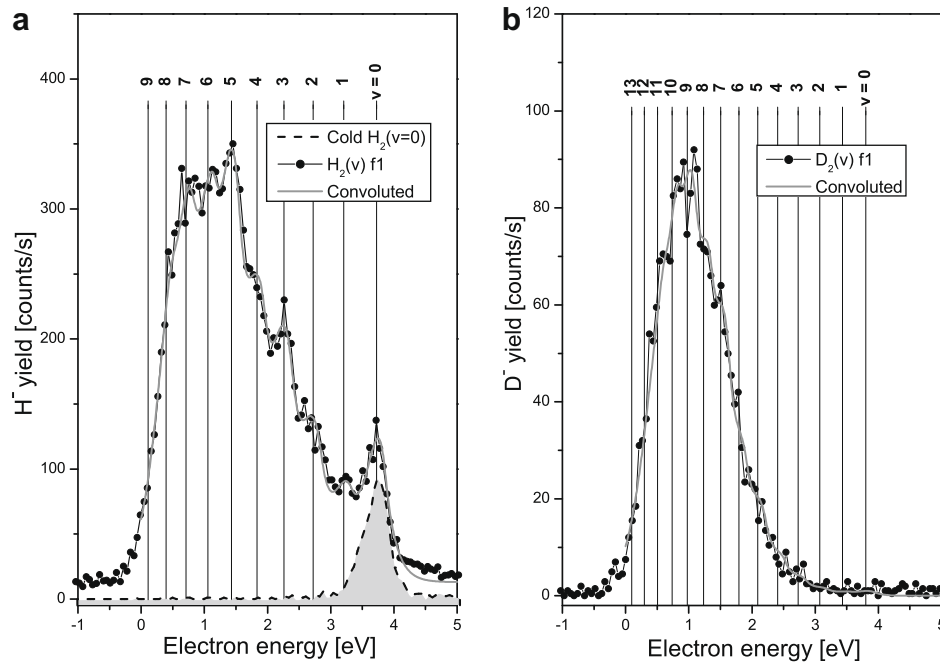 a
400
300
200
100
0
H⁻ yield [counts/s]
9 8 7 6 5 4 3 2 1 v = 0
Cold H₂(v=0)
H₂(v) f1
Convoluted
-1 0 1 2 3 4 5
Electron energy [eV]
b
120
100
80
60
40
20
0
D⁻ yield [counts/s]
13 12 11 10 9 8 7 6 5 4 3 2 1 v = 0
D₂(v) f1
Convoluted
-1 0 1 2 3 4 5
Electron energy [eV]